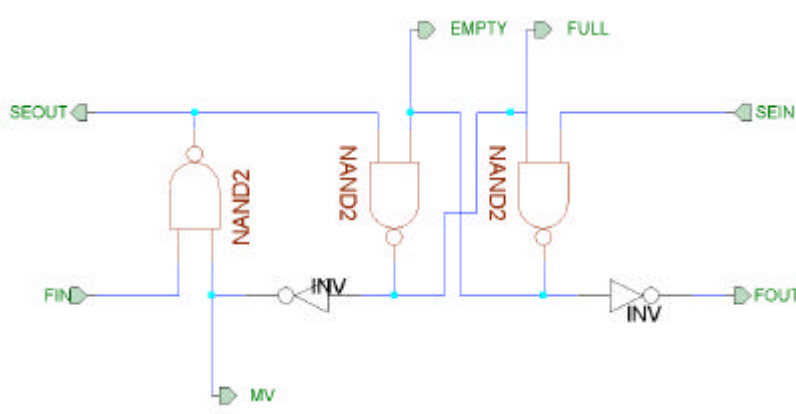 EMPTY
FULL
SEOUT
SEIN
NAND2
NAND2
NAND2
FIN
INV
FOUT
INV
MV